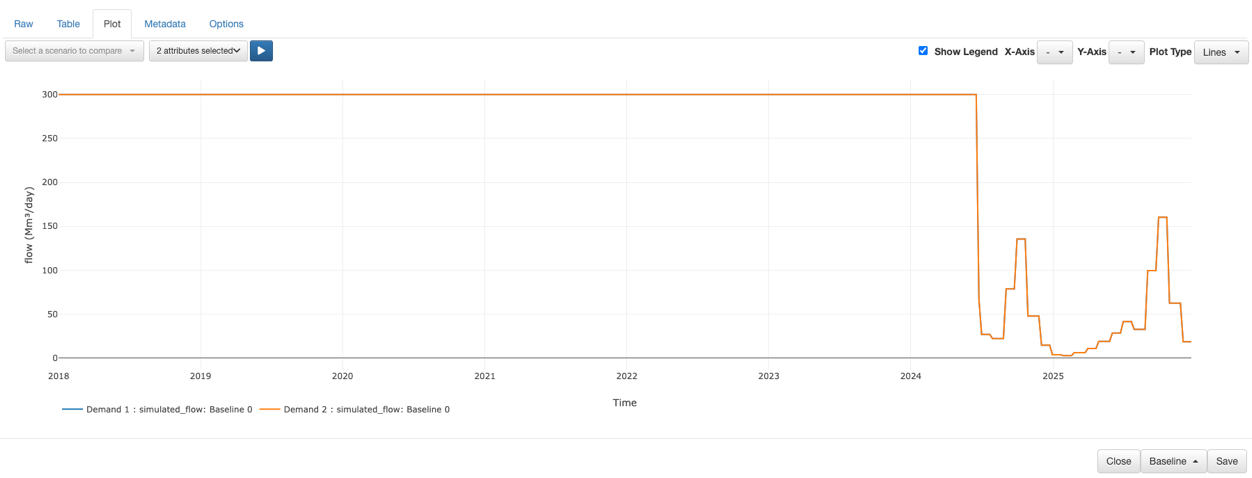 Raw Table Plot Metadata Options
Select a scenario to compare 2 attributes selected Show Legend X-Axis - Y-Axis - Plot Type Lines
300
250
200
150
100
50
0
flow (Mm³/day)
2018 2019 2020 2021 2022 2023 2024 2025
Time
Demand 1 : simulated_flow: Baseline 0 Demand 2 : simulated_flow: Baseline 0
Close Baseline Save